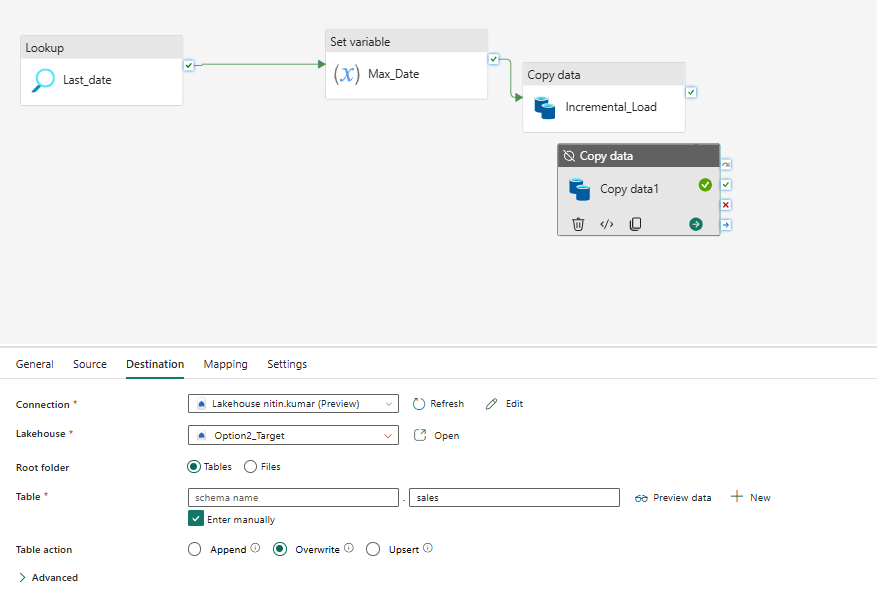 Lookup
Last_date
Set variable
(x) Max_Date
Copy data
Incremental_Load
Copy data
Copy data1
</>
General Source Destination Mapping Settings
Connection * Lakehouse nitin.kumar (Preview) Refresh Edit
Lakehouse * Option2_Target Open
Root folder Tables Files
Table * schema name . sales Preview data New
Enter manually
Table action Append Overwrite Upsert
Advanced